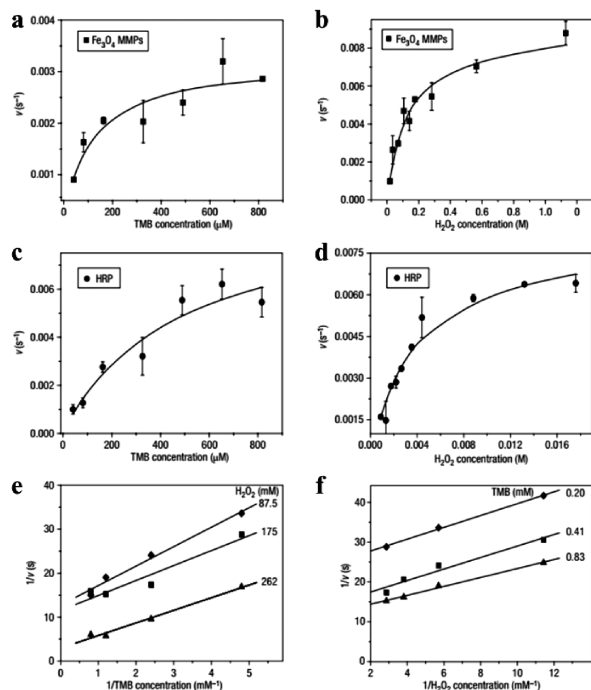 a
Fe₃O₄ MMPs
0.004
0.003
0.002
0.001
v (s⁻¹)
0 200 400 600 800
TMB concentration (μM)
b
Fe₃O₄ MMPs
0.008
0.006
0.004
0.002
0.000
v (s⁻¹)
0.0 0.2 0.4 0.6 0.8 1.0 0
H₂O₂ concentration (M)
c
HRP
0.006
0.004
0.002
0.000
v (s⁻¹)
0 200 400 600 800
TMB concentration (μM)
d
HRP
0.0075
0.0060
0.0045
0.0030
0.0015
v (s⁻¹)
0.000 0.004 0.008 0.012 0.016
H₂O₂ concentration (M)
e
H₂O₂ (mM)
87.5
175
262
40
30
20
10
0
1/v (s)
0 1 2 3 4 5
1/TMB concentration (mM⁻¹)
f
TMB (mM)
0.20
0.41
0.83
40
30
20
10
0
1/v (s)
2 4 6 8 10 12
1/H₂O₂ concentration (mM⁻¹)